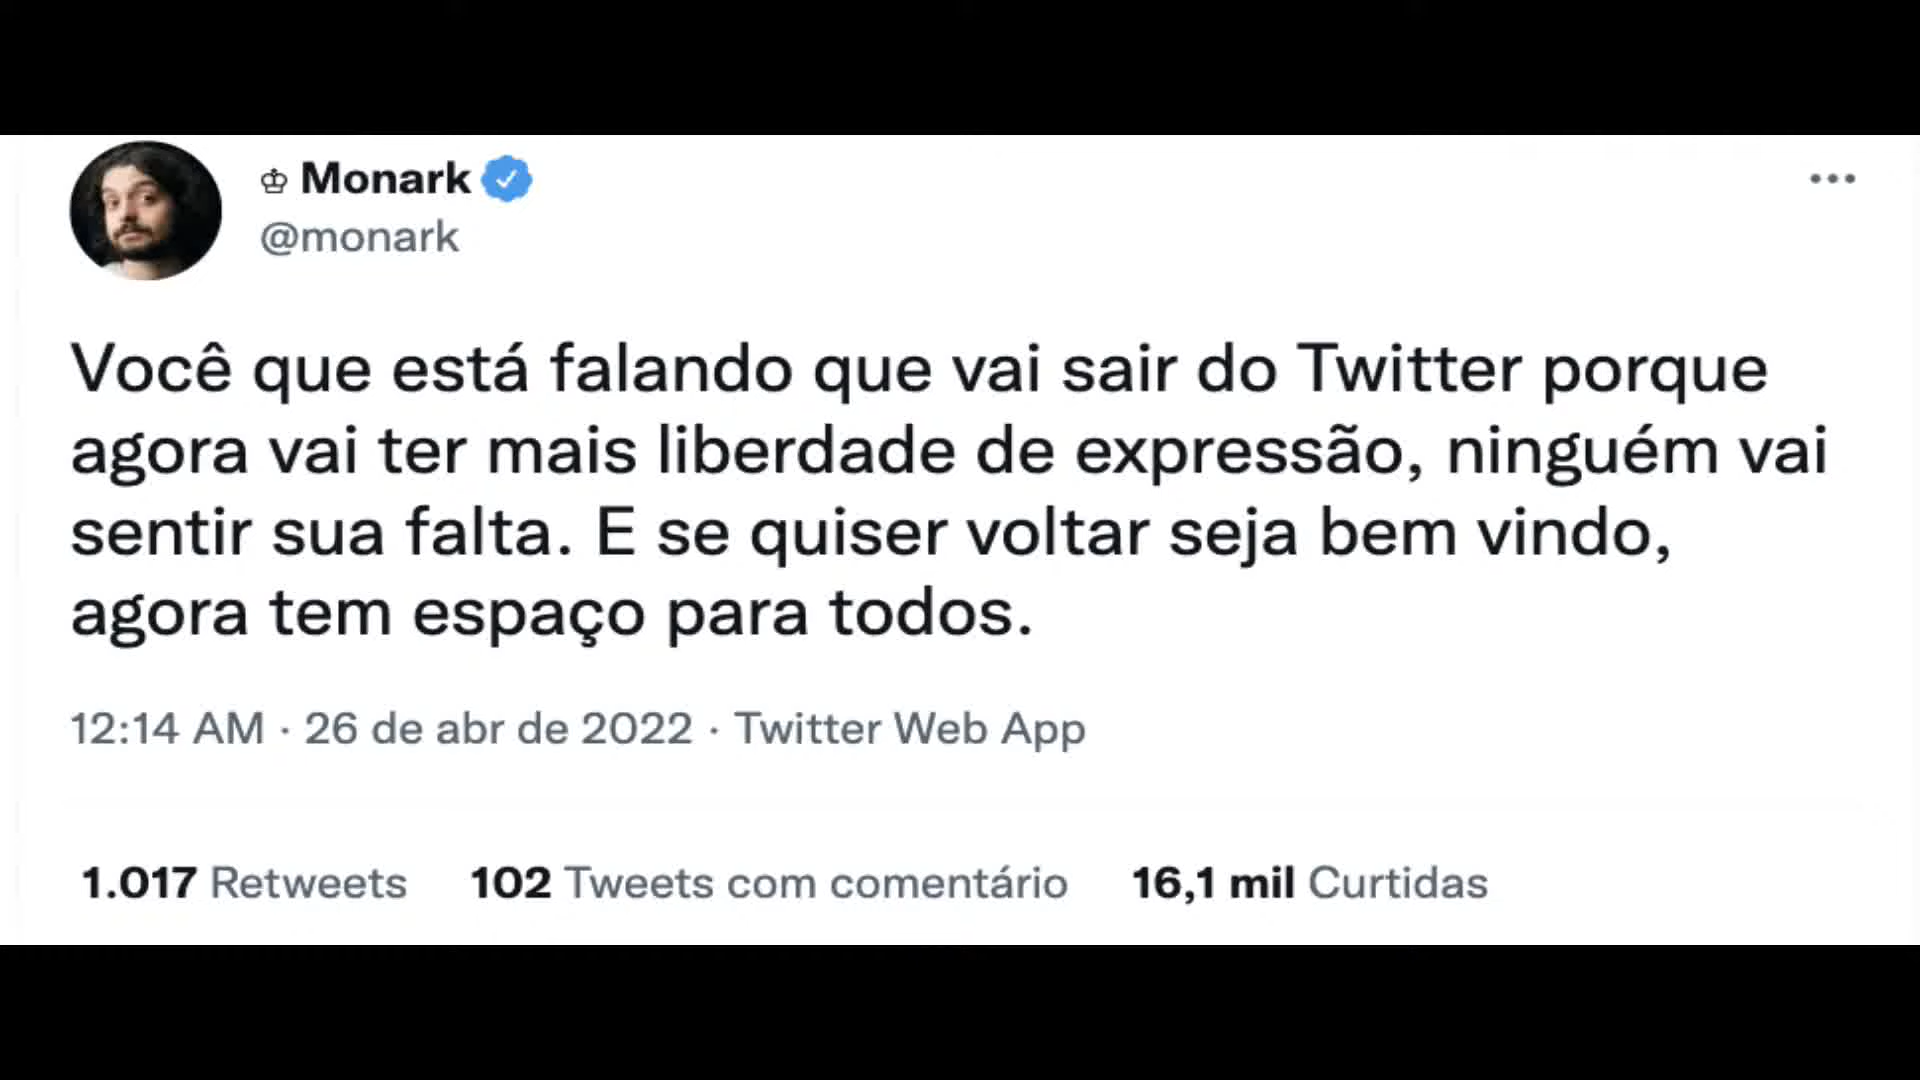 ♔ Monark
@monark
Você que está falando que vai sair do Twitter porque
agora vai ter mais liberdade de expressão, ninguém vai
sentir sua falta. E se quiser voltar seja bem vindo,
agora tem espaço para todos.
12:14 AM · 26 de abr de 2022 · Twitter Web App
1.017 Retweets 102 Tweets com comentário 16,1 mil Curtidas